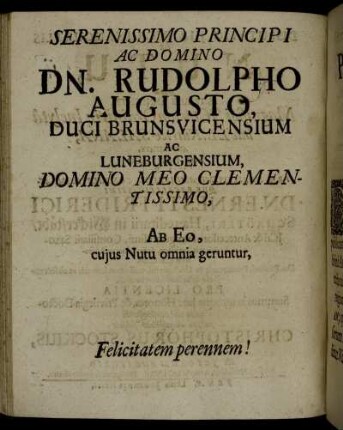 SERENISSIMO PRINCIPI
AC DOMINO
DN. RUDOLPHO
AUGUSTO,
DUCI BRUNSVICENSIUM
AC
LUNEBURGENSIUM,
DOMINO MEO CLEMEN-
TISSIMO,
AB EO,
cujus Nutu omnia geruntur,
Felicitatem perennem!